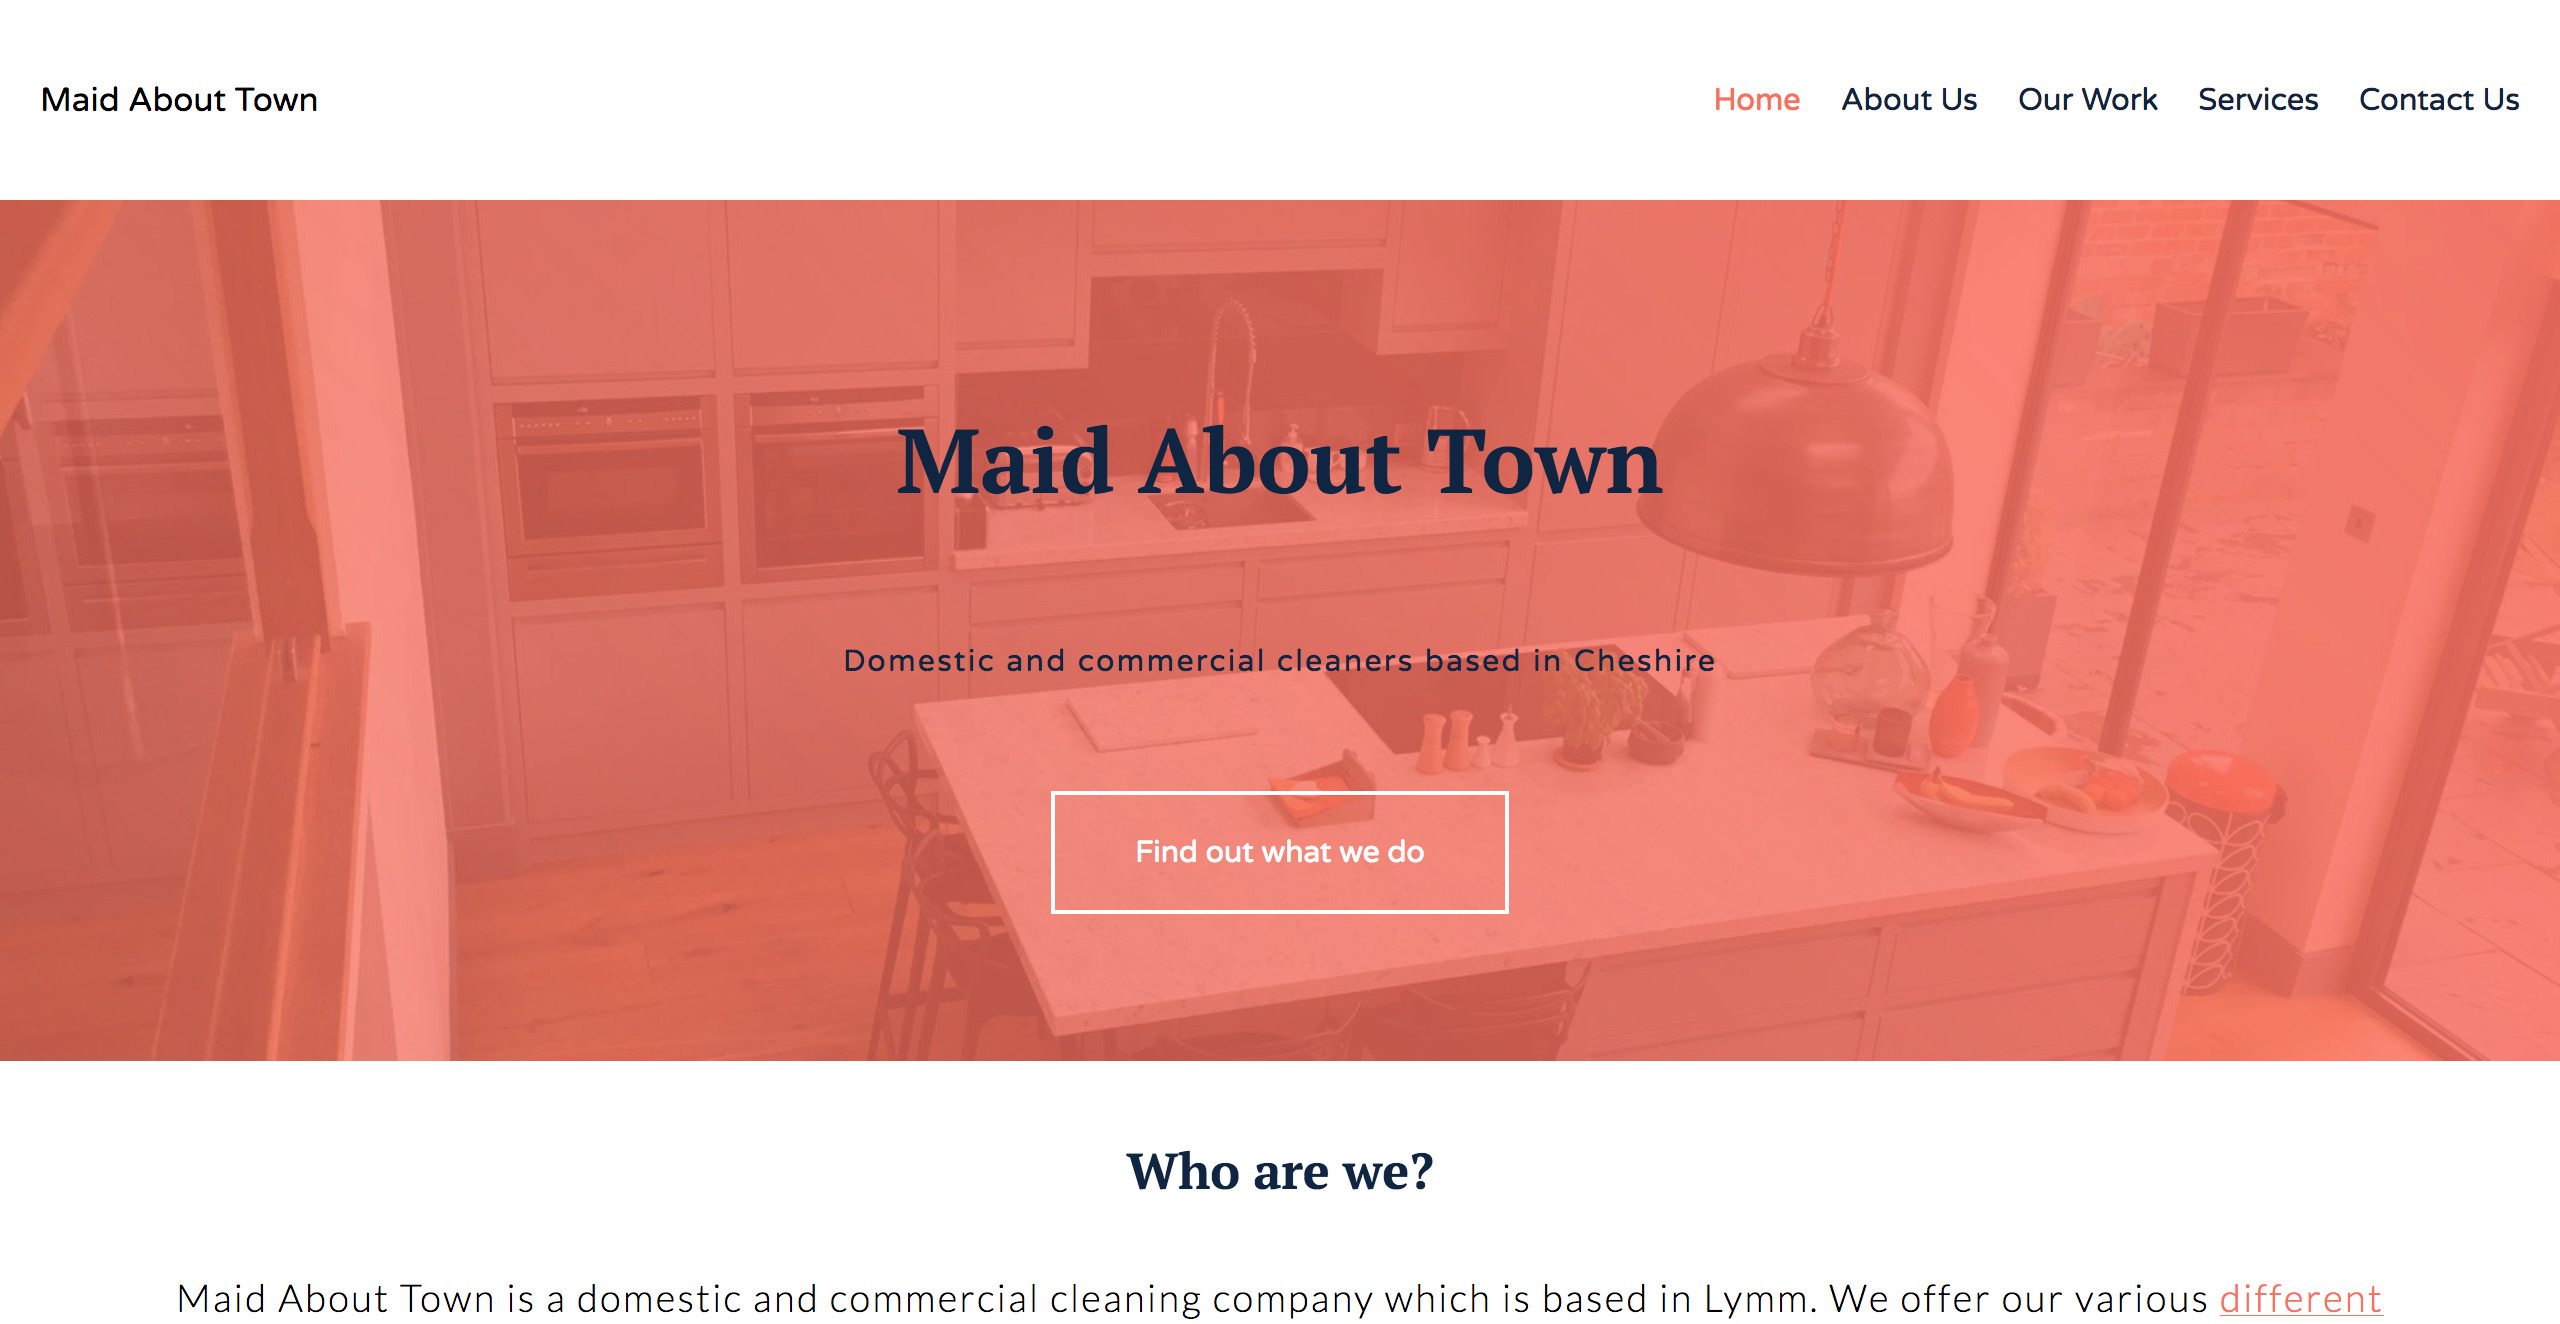 Maid About Town
Home About Us Our Work Services Contact Us
Maid About Town
Domestic and commercial cleaners based in Cheshire
Find out what we do
Who are we?
Maid About Town is a domestic and commercial cleaning company which is based in Lymm. We offer our various different